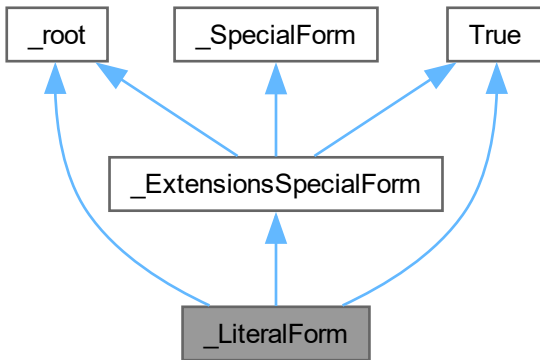 _root
_SpecialForm
True
_ExtensionsSpecialForm
_LiteralForm